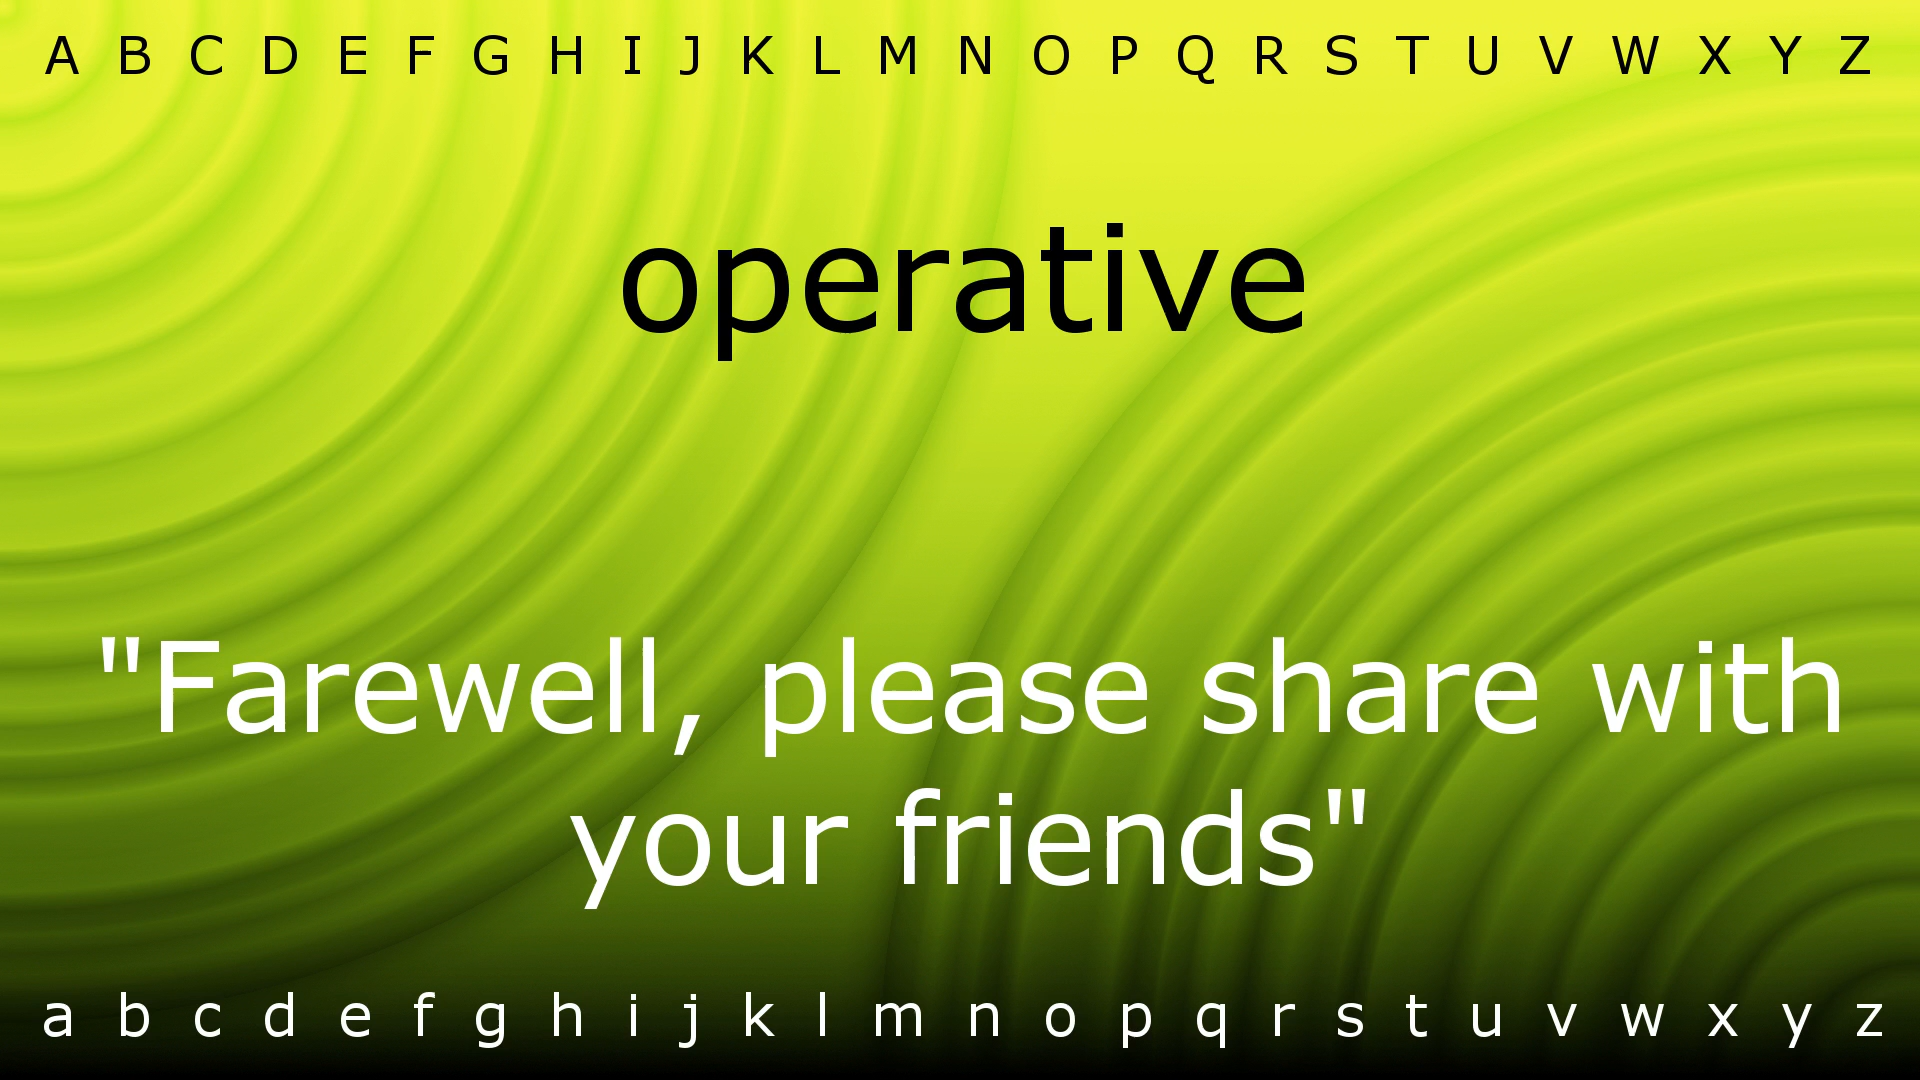 A B C D E F G H I J K L M N O P Q R S T U V W X Y Z
operative
"Farewell, please share with
your friends"
a b c d e f g h i j k l m n o p q r s t u v w x y z